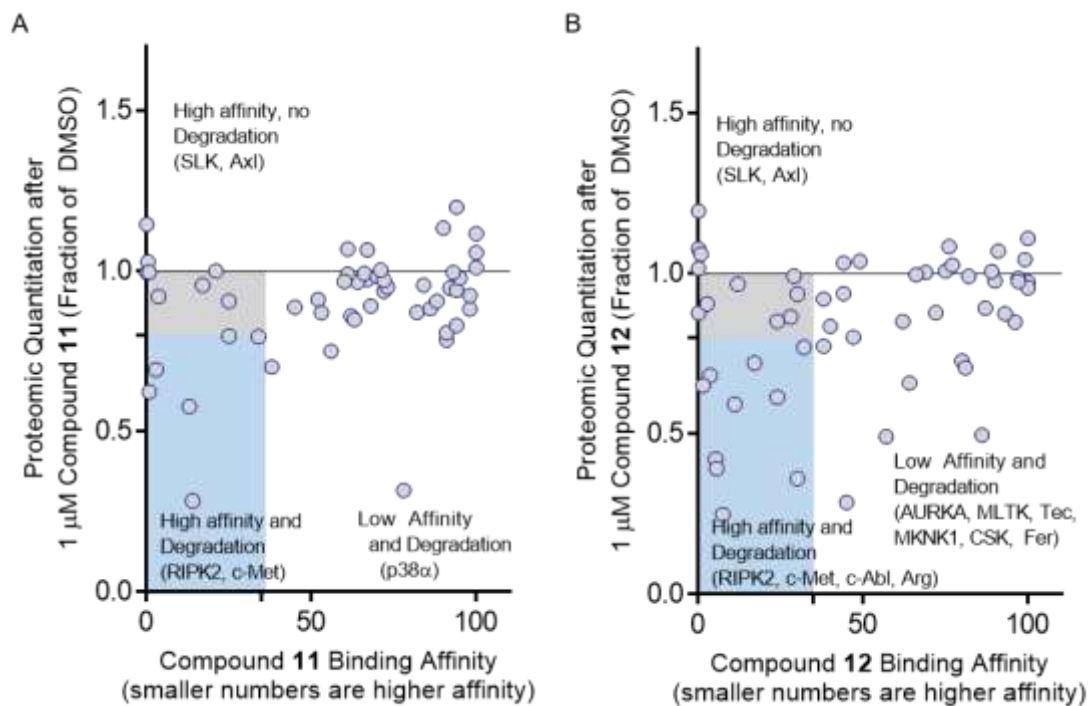 A
Proteomic Quantitation after
1 μM Compound 11 (Fraction of DMSO)
1.5
1.0
0.5
0.0
High affinity, no
Degradation
(SLK, Axl)
High affinity and
Degradation
(RIPK2, c-Met)
Low Affinity
and Degradation
(p38α)
0
50
100
Compound 11 Binding Affinity
(smaller numbers are higher affinity)
B
Proteomic Quantitation after
1 μM Compound 12 (Fraction of DMSO)
1.5
1.0
0.5
0.0
High affinity, no
Degradation
(SLK, Axl)
Low Affinity and
Degradation
(AURKA, MLTK, Tec,
MKNK1, CSK, Fer)
High affinity and
Degradation
(RIPK2, c-Met, c-Abl, Arg)
0
50
100
Compound 12 Binding Affinity
(smaller numbers are higher affinity)